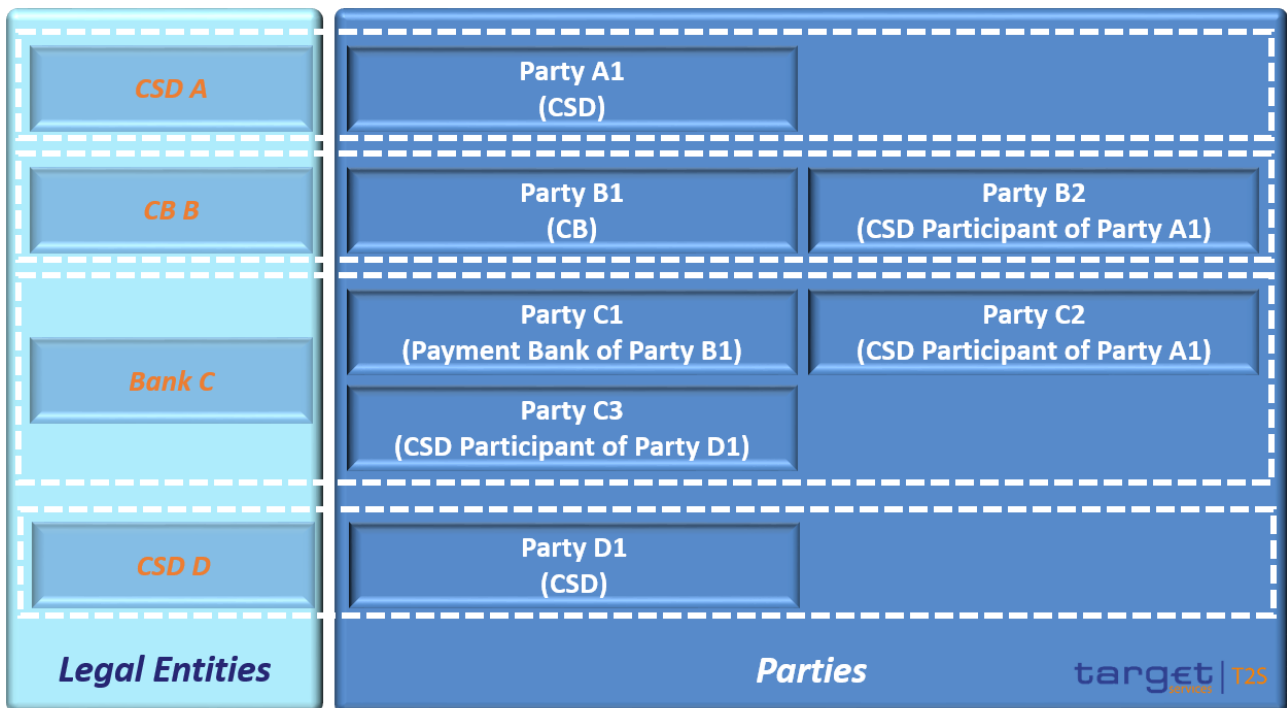 CSD A
Party A1
(CSD)
CB B
Party B1
(CB)
Party B2
(CSD Participant of Party A1)
Bank C
Party C1
(Payment Bank of Party B1)
Party C2
(CSD Participant of Party A1)
Party C3
(CSD Participant of Party D1)
CSD D
Party D1
(CSD)
Legal Entities
Parties
target | T2S
services